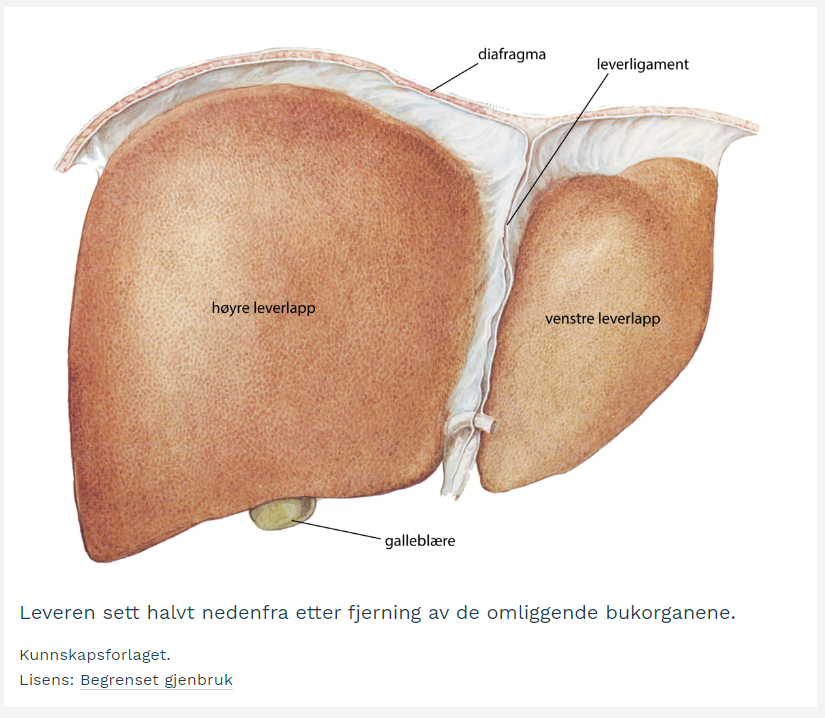 diafragma
leverligament
høyre leverlapp
venstre leverlapp
galleblære
Leveren sett halvt nedenfra etter fjerning av de omliggende bukorganene.
Kunnskapsforlaget.
Lisens: Begrenset gjenbruk